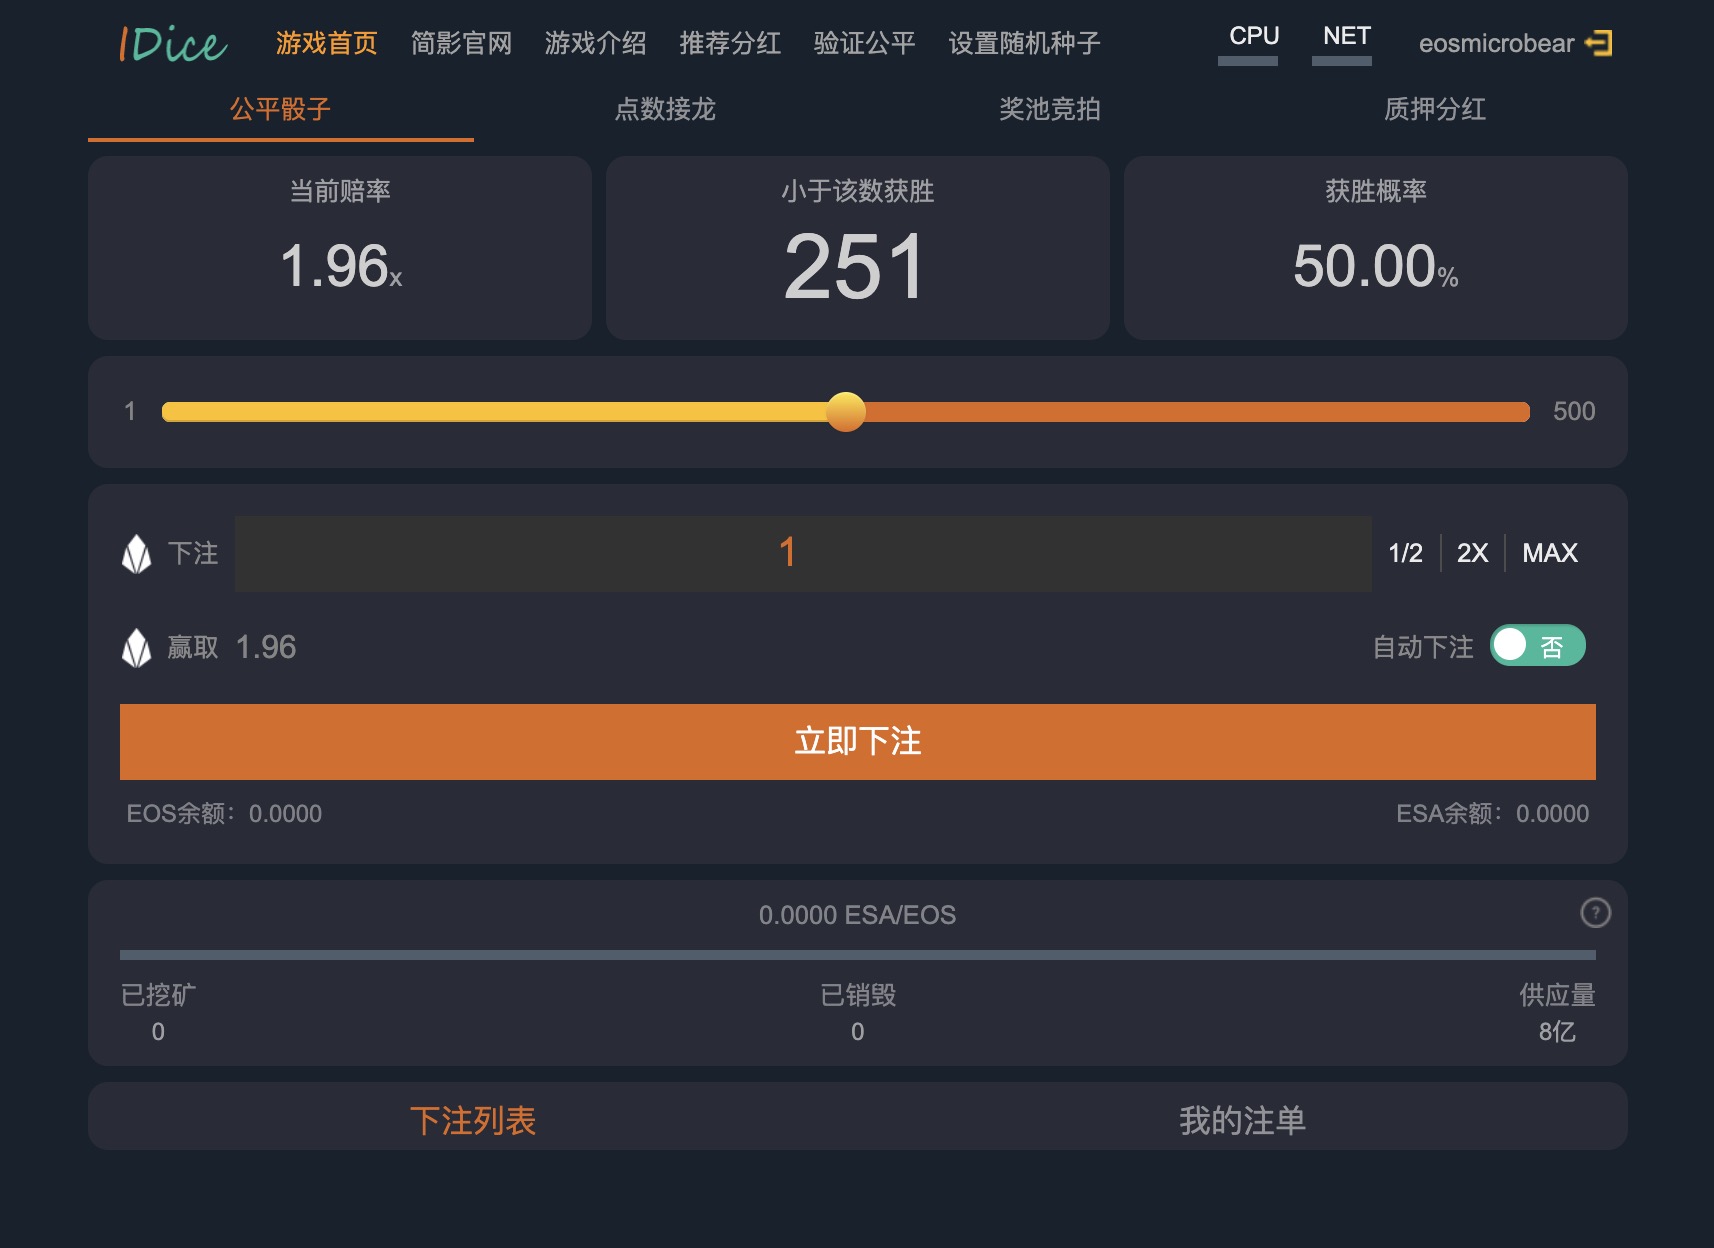 IDice 游戏首页 简影官网 游戏介绍 推荐分红 验证公平 设置随机种子 CPU NET eosmicrobear
公平骰子 点数接龙 奖池竞拍 质押分红
当前赔率 小于该数获胜 获胜概率
1.96x 251 50.00%
1 500
下注 1 1/2 2X MAX
赢取 1.96 自动下注 否
立即下注
EOS余额：0.0000 ESA余额：0.0000
0.0000 ESA/EOS ?
已挖矿 已销毁 供应量
0 0 8亿
下注列表 我的注单